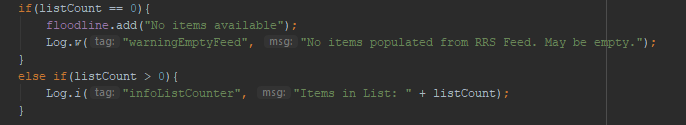 if(listCount == 0){
floodline.add("No items available");
Log.w( tag: "warningEmptyFeed", msg: "No items populated from RRS Feed. May be empty.");
}
else if(listCount > 0){
Log.i( tag: "infoListCounter", msg: "Items in List: " + listCount);
}